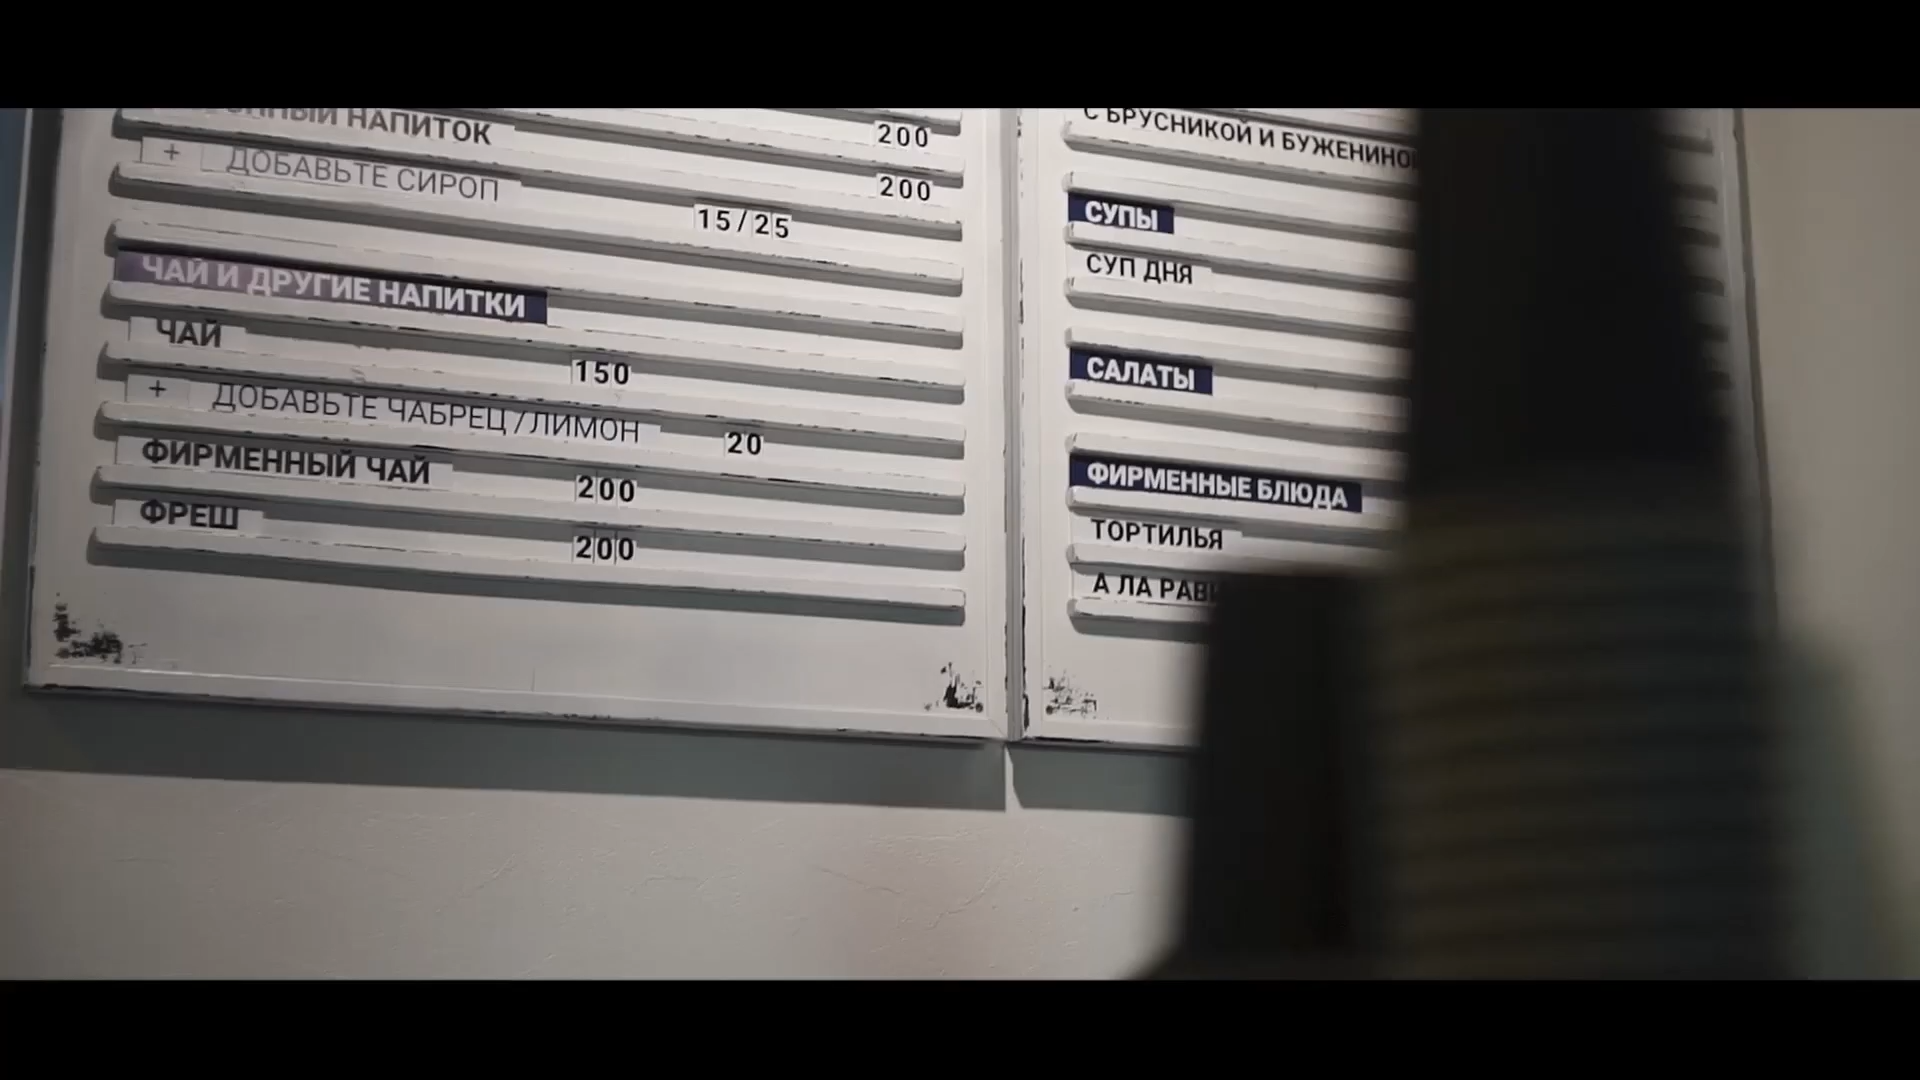 НАПИТОК 200
+ ДОБАВЬТЕ СИРОП 200
15/25
ЧАЙ И ДРУГИЕ НАПИТКИ
ЧАЙ 150
+ ДОБАВЬТЕ ЧАБРЕЦ/ЛИМОН 20
ФИРМЕННЫЙ ЧАЙ 200
ФРЕШ 200
С БРУСНИКОЙ И
СУПЫ
СУП ДНЯ
САЛАТЫ
ФИРМЕННЫЕ БЛЮДА
ТОРТИЛЬЯ
А ЛА